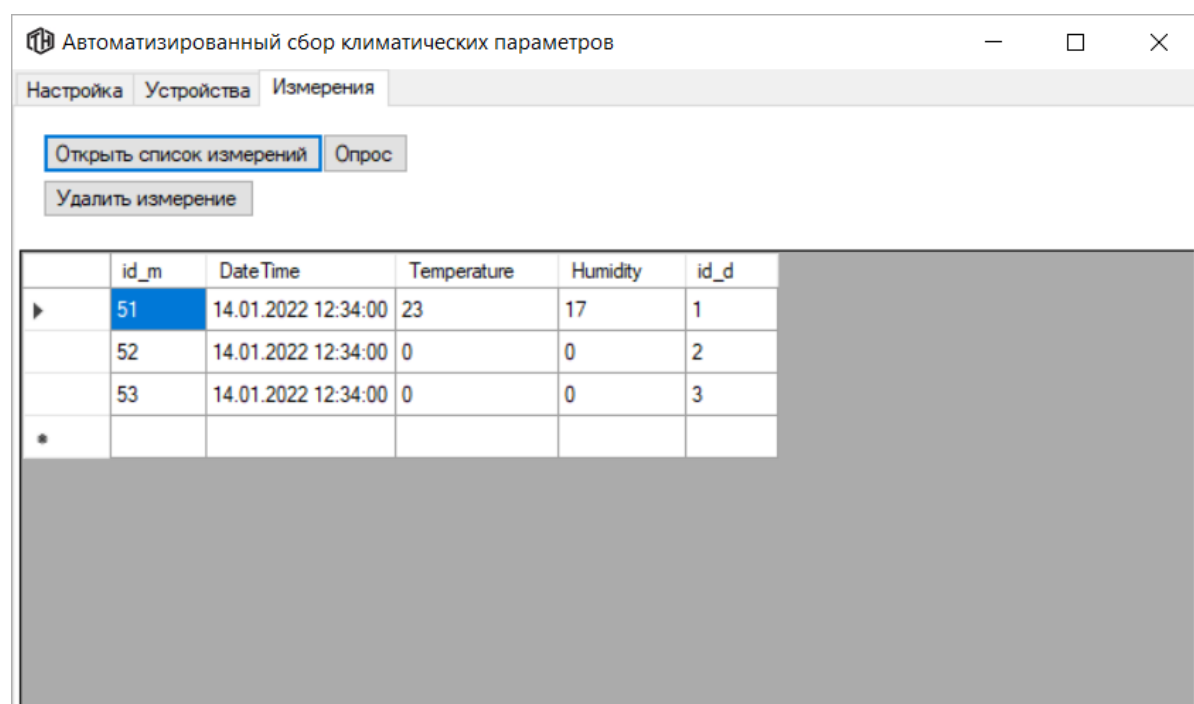 Автоматизированный сбор климатических параметров
Настройка Устройства Измерения
Открыть список измерений Опрос
Удалить измерение
id_m DateTime Temperature Humidity id_d
51 14.01.2022 12:34:00 23 17 1
52 14.01.2022 12:34:00 0 0 2
53 14.01.2022 12:34:00 0 0 3